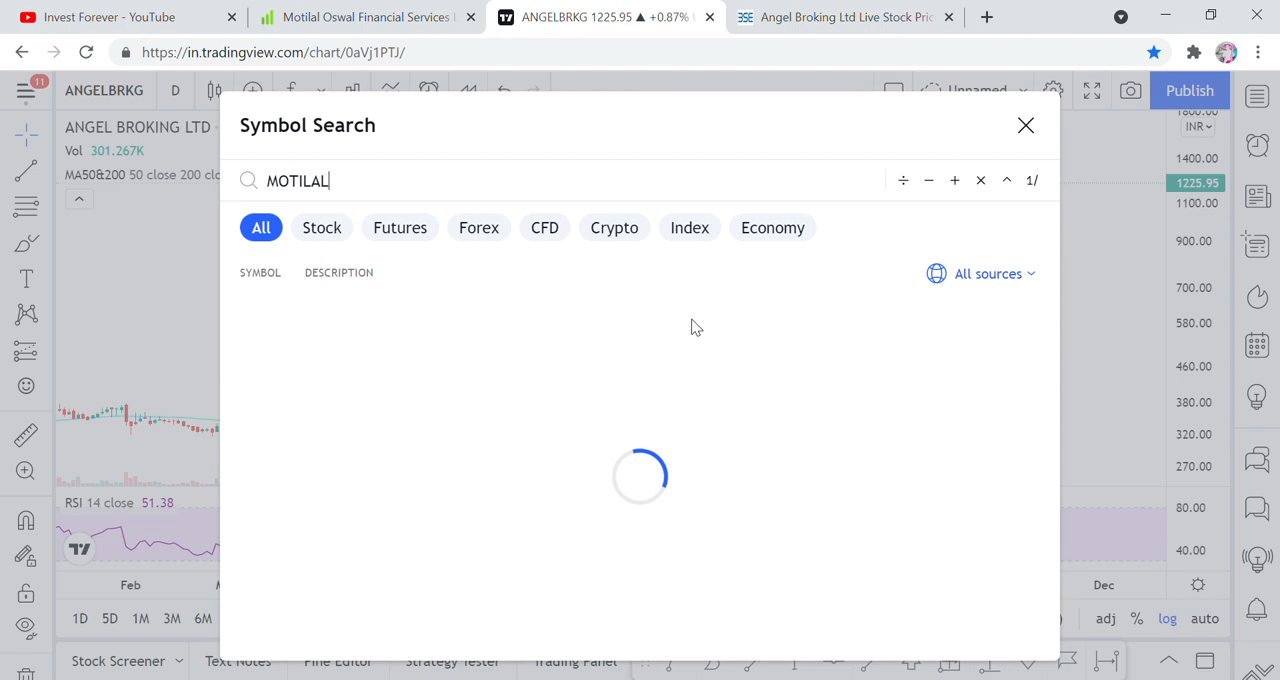 Invest Forever - YouTube
Motilal Oswal Financial Services L
ANGELBRKG 1225.95 ▲ +0.87%
BSE Angel Broking Ltd Live Stock Pric
https://in.tradingview.com/chart/0aVj1PTJ/
11
ANGELBRKG D
Unnamed
Publish
ANGEL BROKING LTD
Vol 301.267K
MA50&200 50 close 200 clo
Symbol Search
MOTILAL
÷ − + × ^ 1/
All Stock Futures Forex CFD Crypto Index Economy
SYMBOL DESCRIPTION
All sources
1800.00
INR
1400.00
1225.95
1100.00
900.00
700.00
580.00
460.00
380.00
320.00
270.00
RSI 14 close 51.38
80.00
40.00
Feb
Dec
1D 5D 1M 3M 6M
adj % log auto
Stock Screener Text Notes Pine Editor Strategy Tester Trading Panel